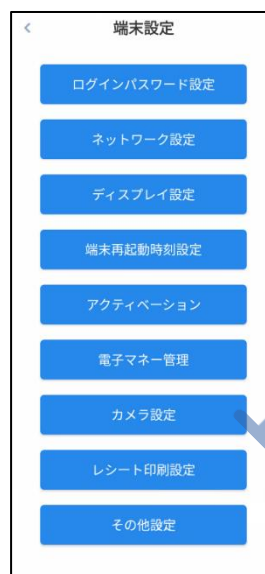 端末設定
ログインパスワード設定
ネットワーク設定
ディスプレイ設定
端末再起動時刻設定
アクティベーション
電子マネー管理
カメラ設定
レシート印刷設定
その他設定